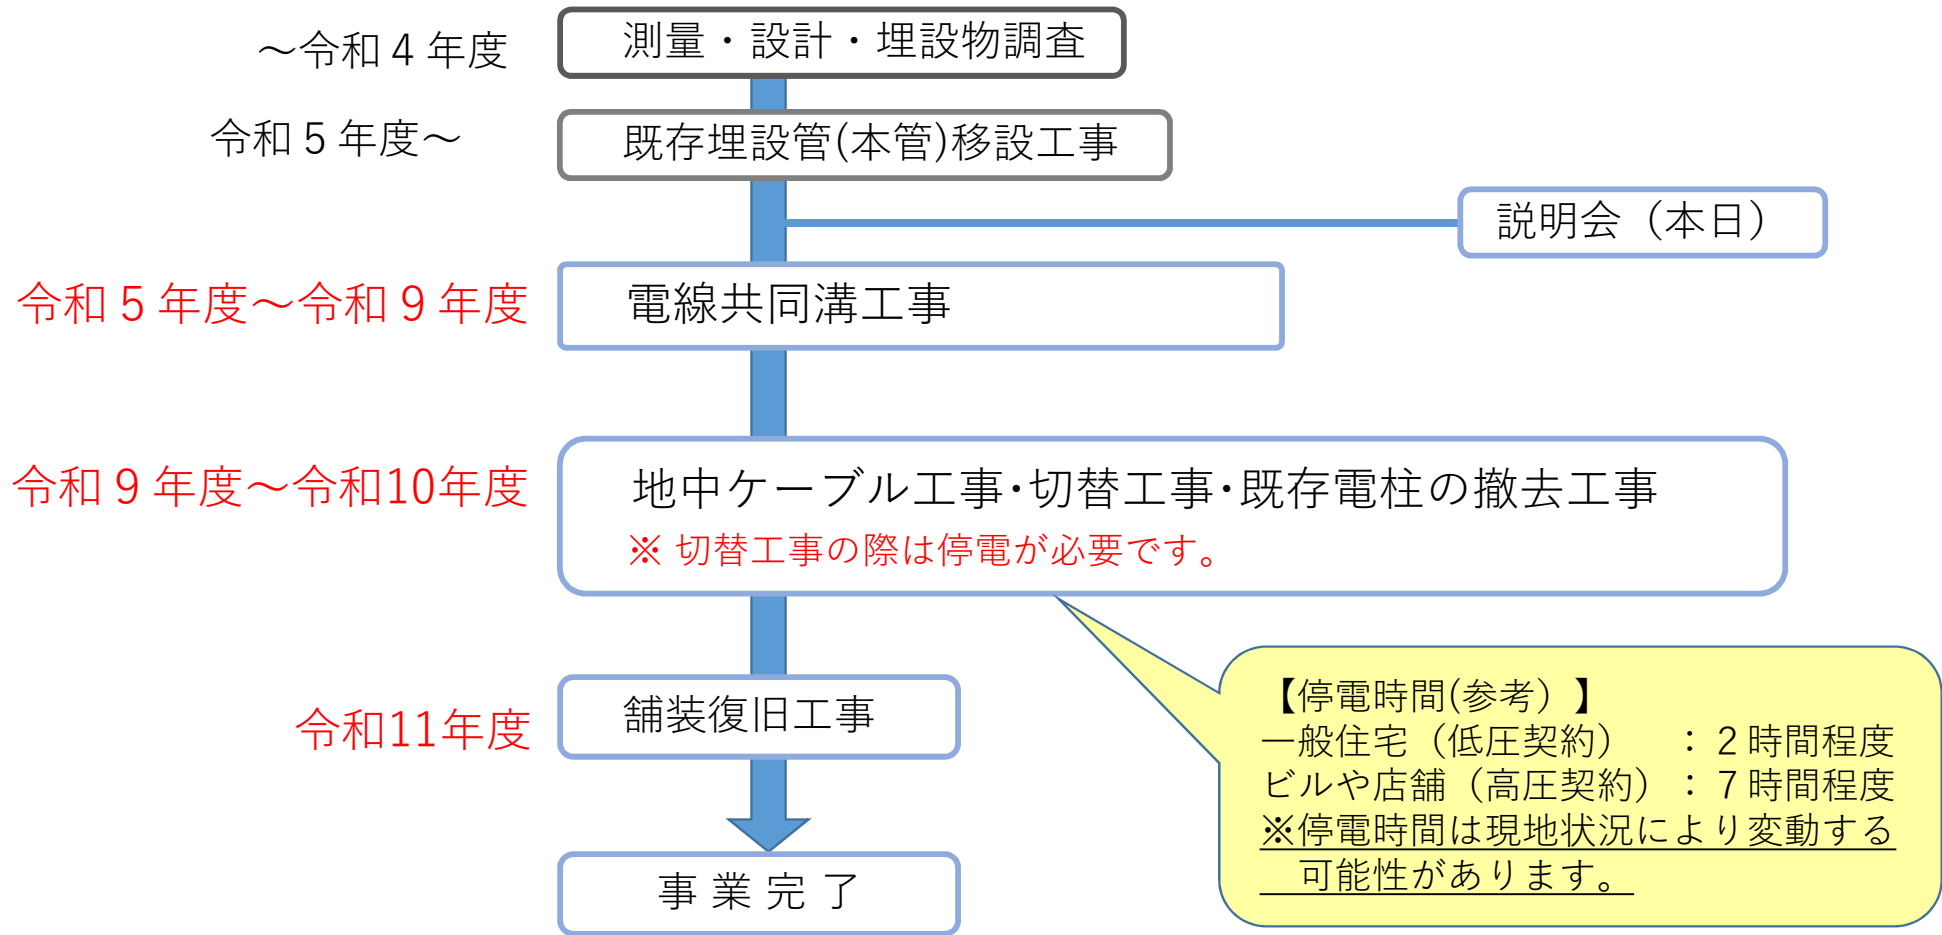 ～令和４年度
測量・設計・埋設物調査
令和５年度～
既存埋設管(本管)移設工事
説明会（本日）
令和５年度～令和９年度
電線共同溝工事
令和９年度～令和10年度
地中ケーブル工事・切替工事・既存電柱の撤去工事
※ 切替工事の際は停電が必要です。
令和11年度
舗装復旧工事
【停電時間(参考）】
一般住宅（低圧契約）　：２時間程度
ビルや店舗（高圧契約）：７時間程度
※停電時間は現地状況により変動する
可能性があります。
事 業 完 了